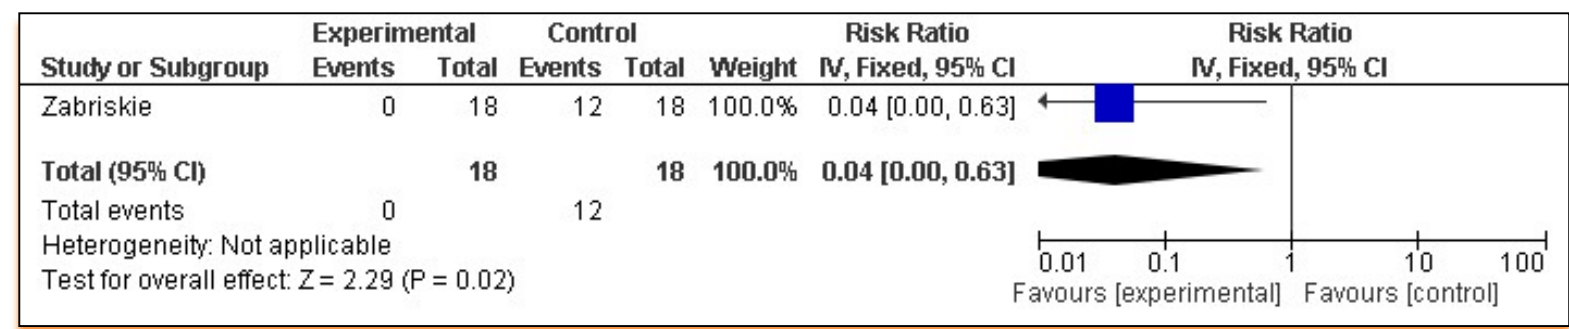 Experimental Control Risk Ratio Risk Ratio
Study or Subgroup Events Total Events Total Weight IV, Fixed, 95% CI IV, Fixed, 95% CI
Zabriskie 0 18 12 18 100.0% 0.04 [0.00, 0.63]
Total (95% CI) 18 18 100.0% 0.04 [0.00, 0.63]
Total events 0 12
Heterogeneity: Not applicable
Test for overall effect: Z = 2.29 (P = 0.02)
0.01 0.1 1 10 100
Favours [experimental] Favours [control]